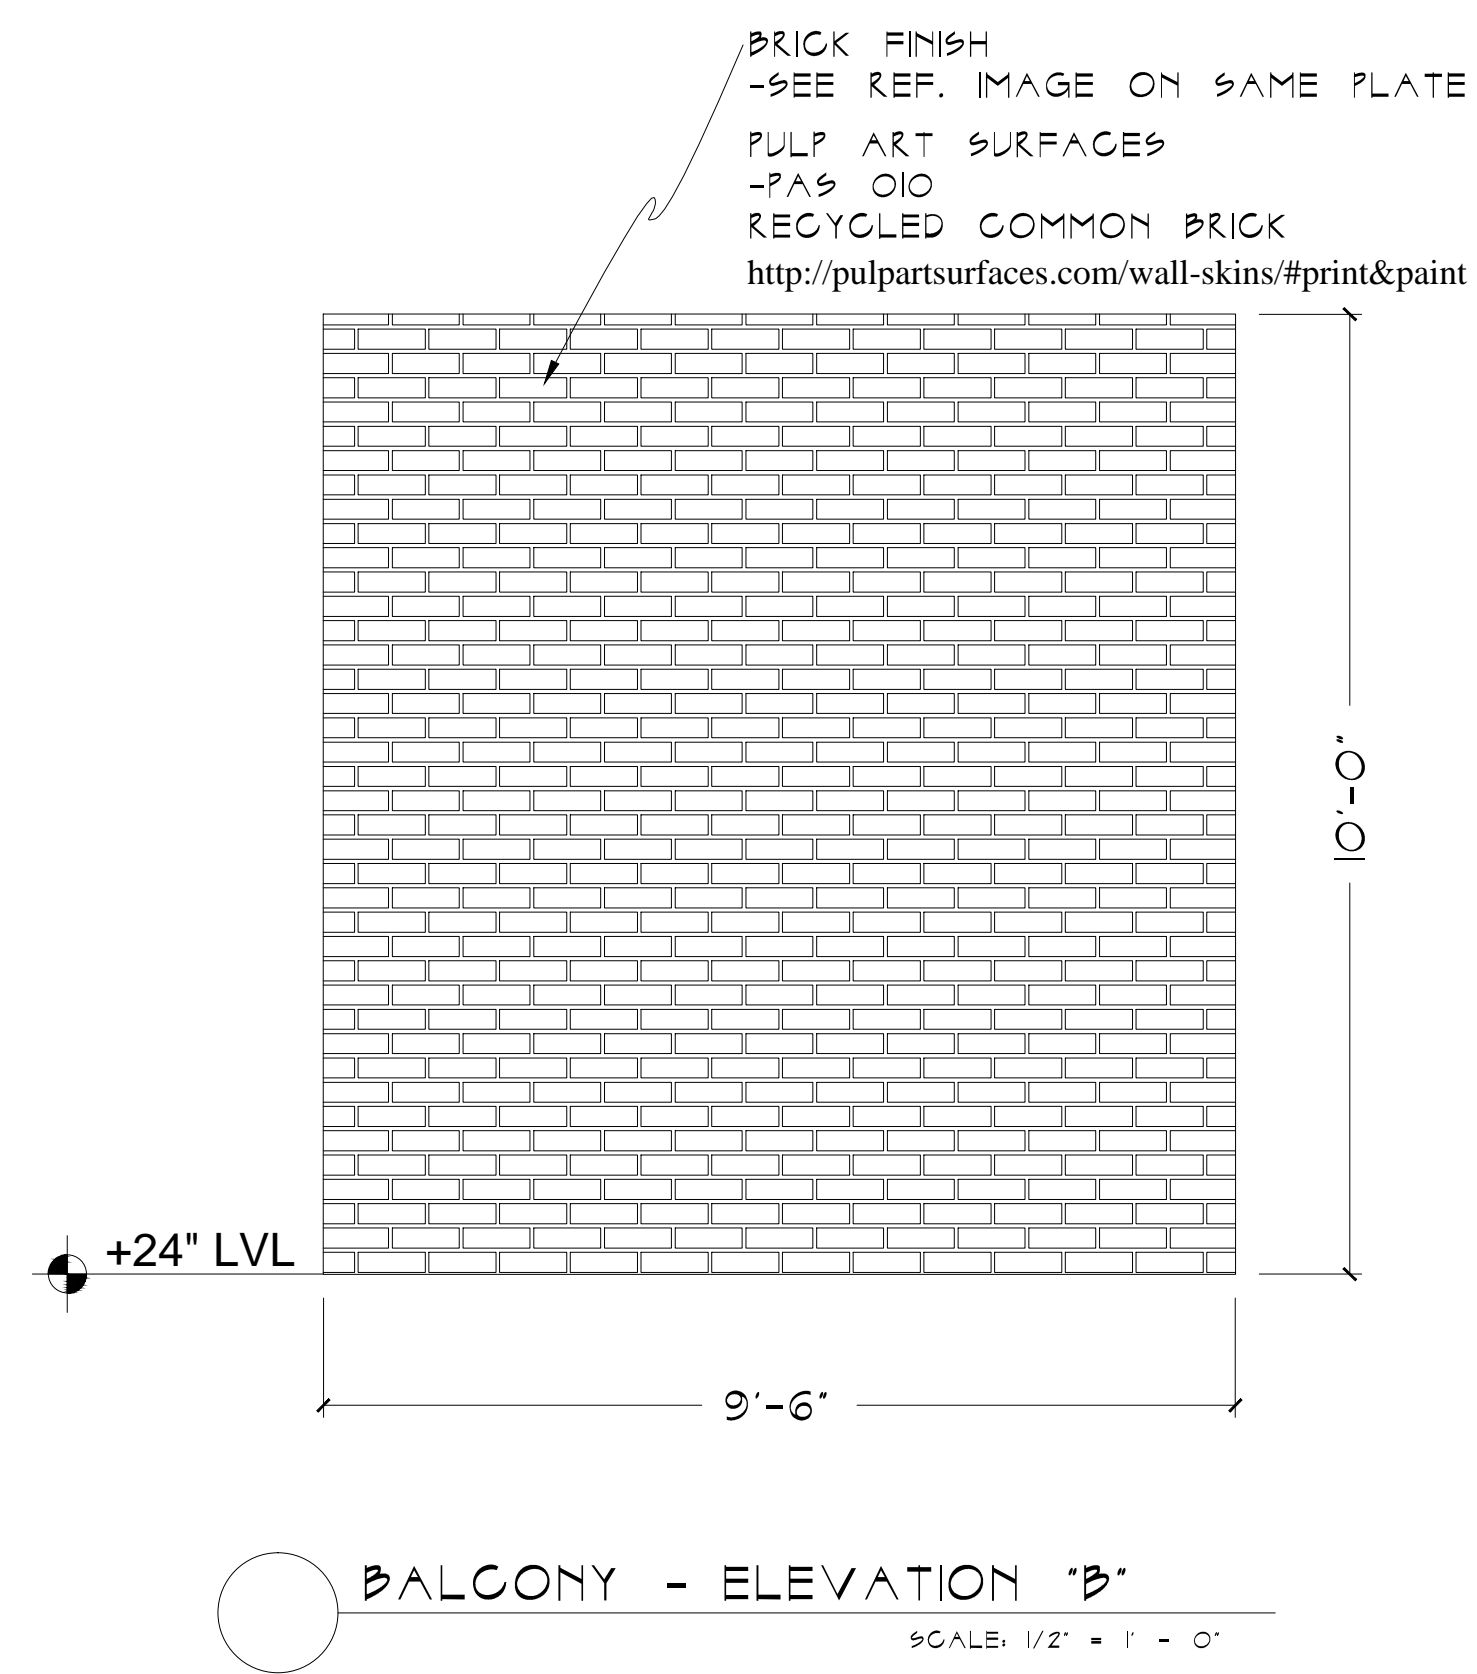 BRICK FINISH
-SEE REF. IMAGE ON SAME PLATE
PULP ART SURFACES
-PAS 010
RECYCLED COMMON BRICK
http://pulpartsurfaces.com/wall-skins/#print&paint
10'-0"
+24" LVL
9'-6"
BALCONY - ELEVATION "B"
SCALE: 1/2" = 1' - 0"